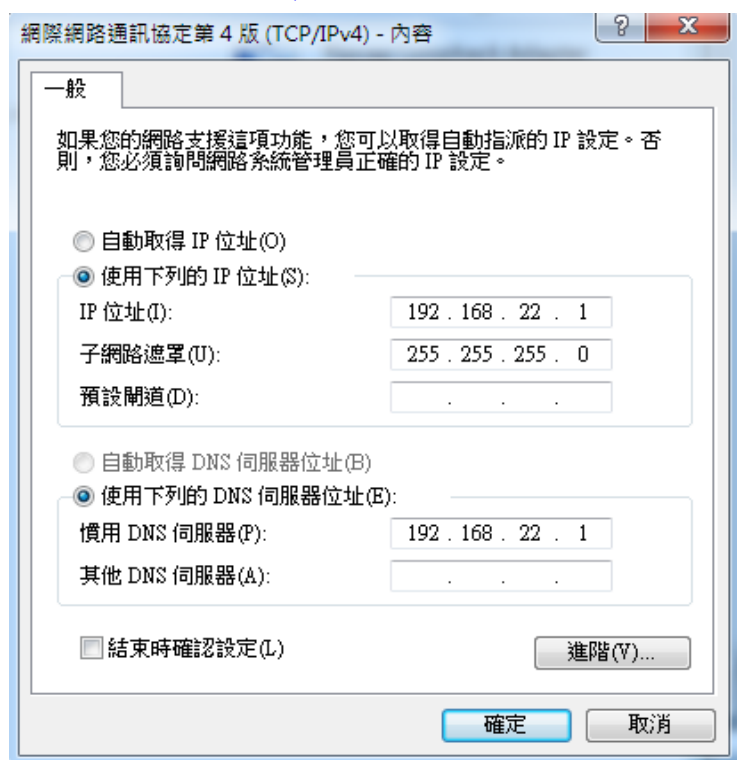 網際網路通訊協定第 4 版 (TCP/IPv4) - 內容
?
X
一般
如果您的網路支援這項功能，您可以取得自動指派的 IP 設定。否
則，您必須詢問網路系統管理員正確的 IP 設定。
自動取得 IP 位址(O)
使用下列的 IP 位址(S):
IP 位址(I): 192 . 168 . 22 . 1
子網路遮罩(U): 255 . 255 . 255 . 0
預設閘道(D): . . .
自動取得 DNS 伺服器位址(B)
使用下列的 DNS 伺服器位址(E):
慣用 DNS 伺服器(P): 192 . 168 . 22 . 1
其他 DNS 伺服器(A): . . .
結束時確認設定(L)
進階(V)...
確定
取消